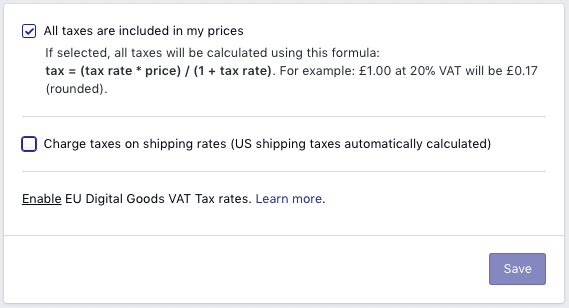 All taxes are included in my prices
If selected, all taxes will be calculated using this formula:
tax = (tax rate * price) / (1 + tax rate). For example: £1.00 at 20% VAT will be £0.17
(rounded).
Charge taxes on shipping rates (US shipping taxes automatically calculated)
Enable EU Digital Goods VAT Tax rates. Learn more.
Save